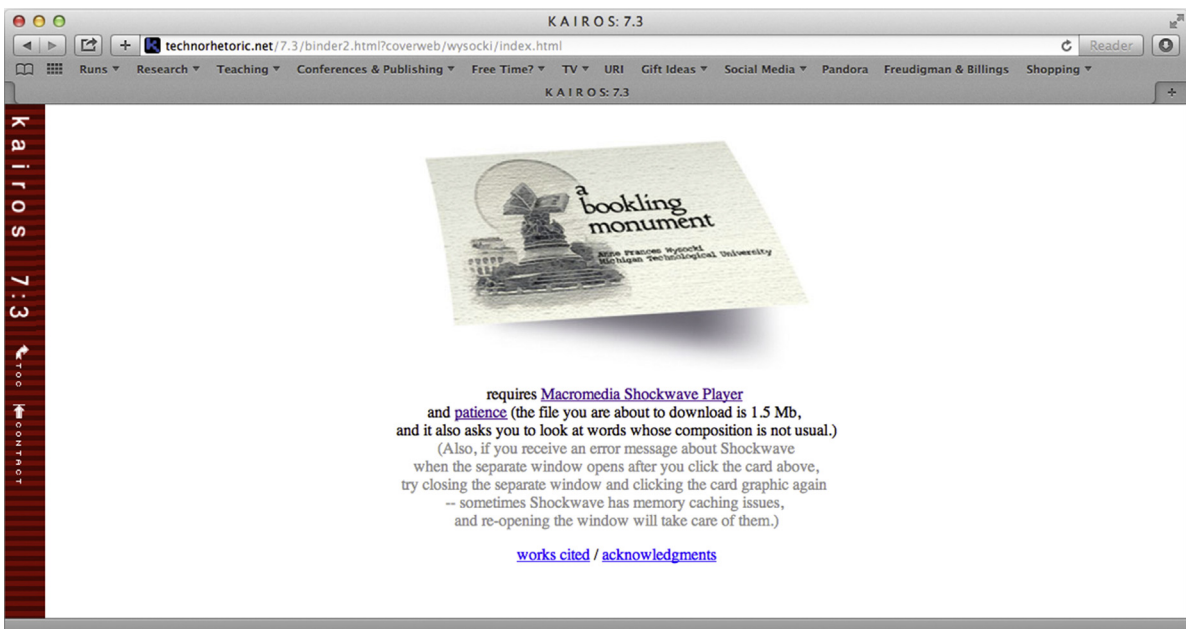 K A I R O S: 7.3
technorhetoric.net/7.3/binder2.html?coverweb/wysocki/index.html
Reader
Runs Research Teaching Conferences & Publishing Free Time? TV URI Gift Ideas Social Media Pandora Freudigman & Billings Shopping
K A I R O S: 7.3
kairos 7:3
TOC
CONTACT
a
bookling
monument
Anne Frances Wysocki
Michigan Technological University
requires Macromedia Shockwave Player
and patience (the file you are about to download is 1.5 Mb,
and it also asks you to look at words whose composition is not usual.)
(Also, if you receive an error message about Shockwave
when the separate window opens after you click the card above,
try closing the separate window and clicking the card graphic again
-- sometimes Shockwave has memory caching issues,
and re-opening the window will take care of them.)
works cited / acknowledgments